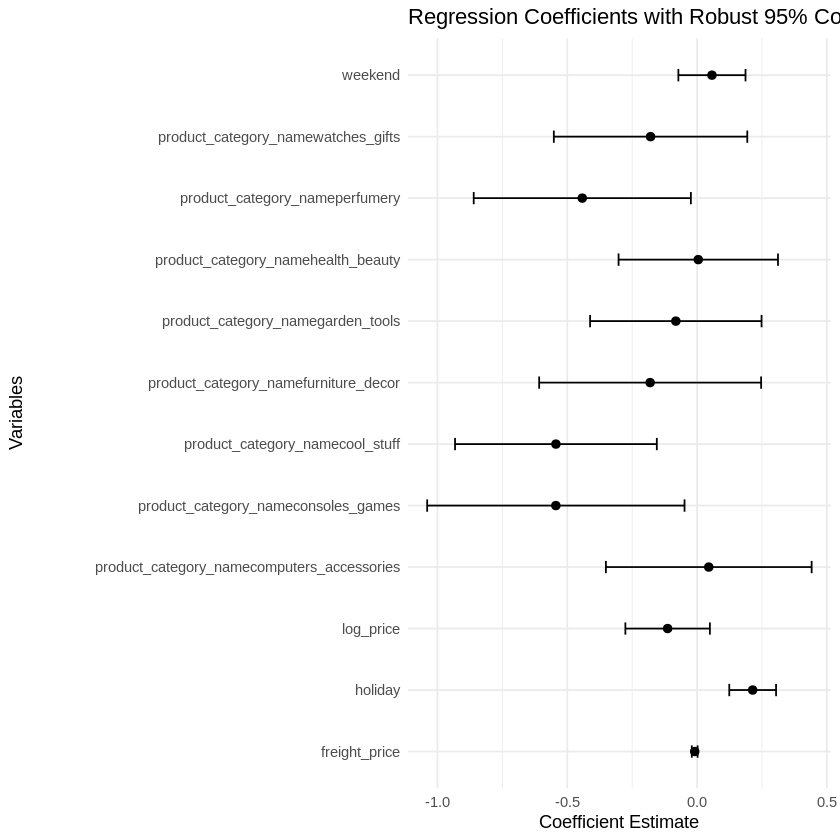 Regression Coefficients with Robust 95% Co
weekend
product_category_namewatches_gifts
product_category_nameperfumery
product_category_namehealth_beauty
product_category_namegarden_tools
product_category_namefurniture_decor
product_category_namecool_stuff
product_category_nameconsoles_games
product_category_namecomputers_accessories
log_price
holiday
freight_price
Variables
-1.0 -0.5 0.0 0.5
Coefficient Estimate